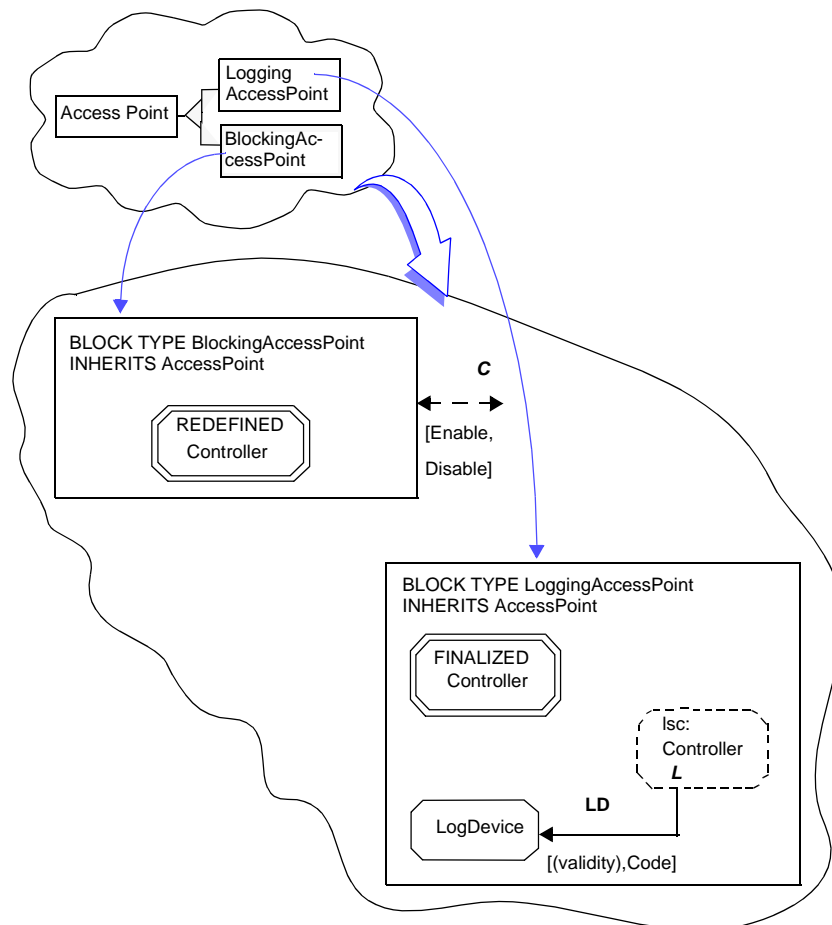 Logging
AccessPoint
Access Point
BlockingAc-
cessPoint
BLOCK TYPE BlockingAccessPoint
INHERITS AccessPoint
REDEFINED
Controller
C
[Enable,
Disable]
BLOCK TYPE LoggingAccessPoint
INHERITS AccessPoint
FINALIZED
Controller
lsc:
Controller
L
LD
LogDevice
[(validity),Code]